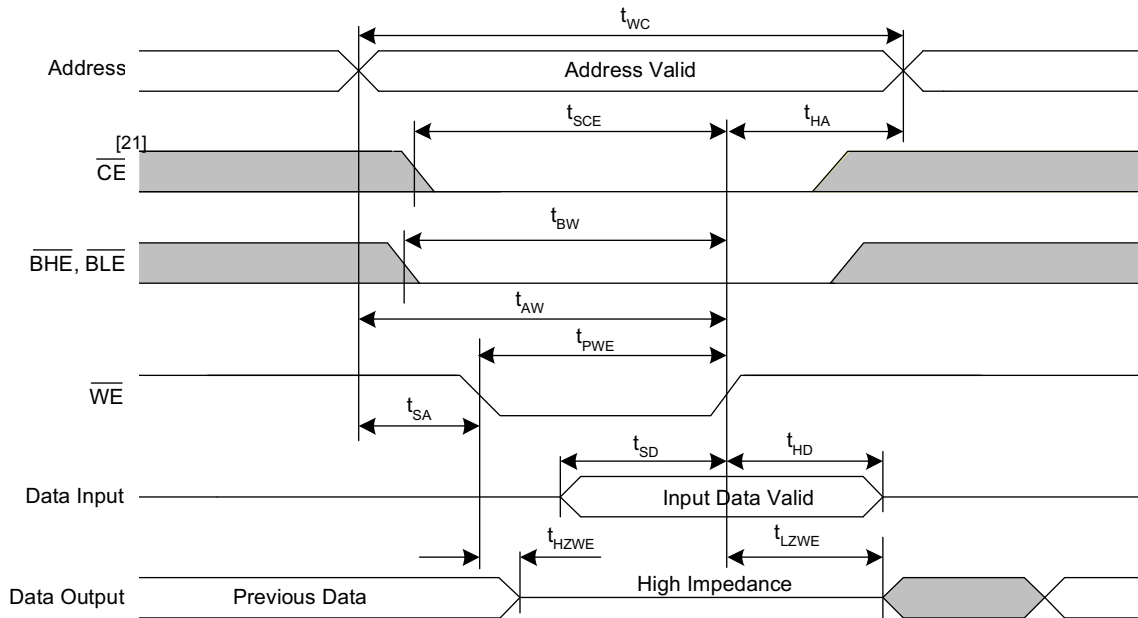 tWC
Address
Address Valid
tSCE
tHA
[21]
CE
tBW
BHE, BLE
tAW
tPWE
WE
tSA
tSD
tHD
Data Input
Input Data Valid
tHZWE
tLZWE
Data Output
Previous Data
High Impedance